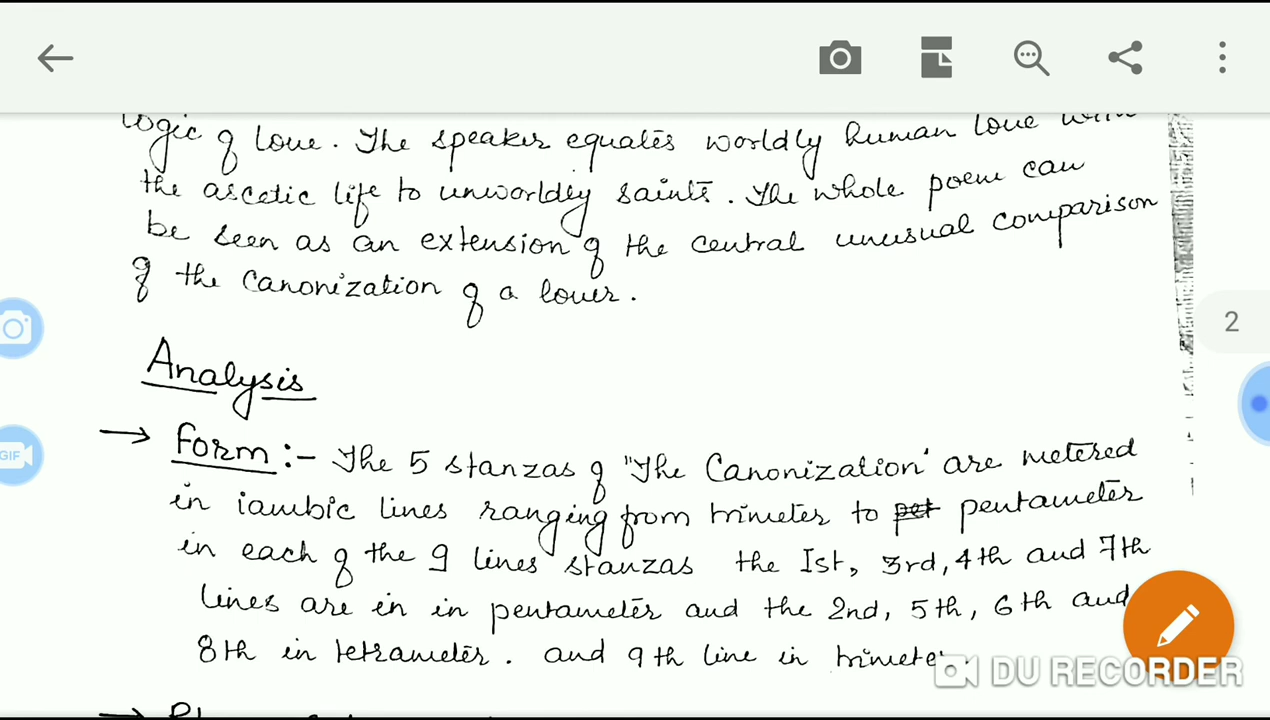 logic of love. The speaker equates worldly human love with
the ascetic life to unworldly saints. The whole poem can
be seen as an extension of the central unusual comparison
of the canonization of a lover.
2
Analysis
→ Form:- The 5 stanzas of "The Canonization' are metered
GIF
in iambic lines ranging from trimeter to pet pentameter
in each of the 9 lines stanzas the Ist, 3rd, 4th and 7th
lines are in in pentameter and the 2nd, 5th, 6th and
8th in tetrameter. and 9th line in trimeter.
DU RECORDER